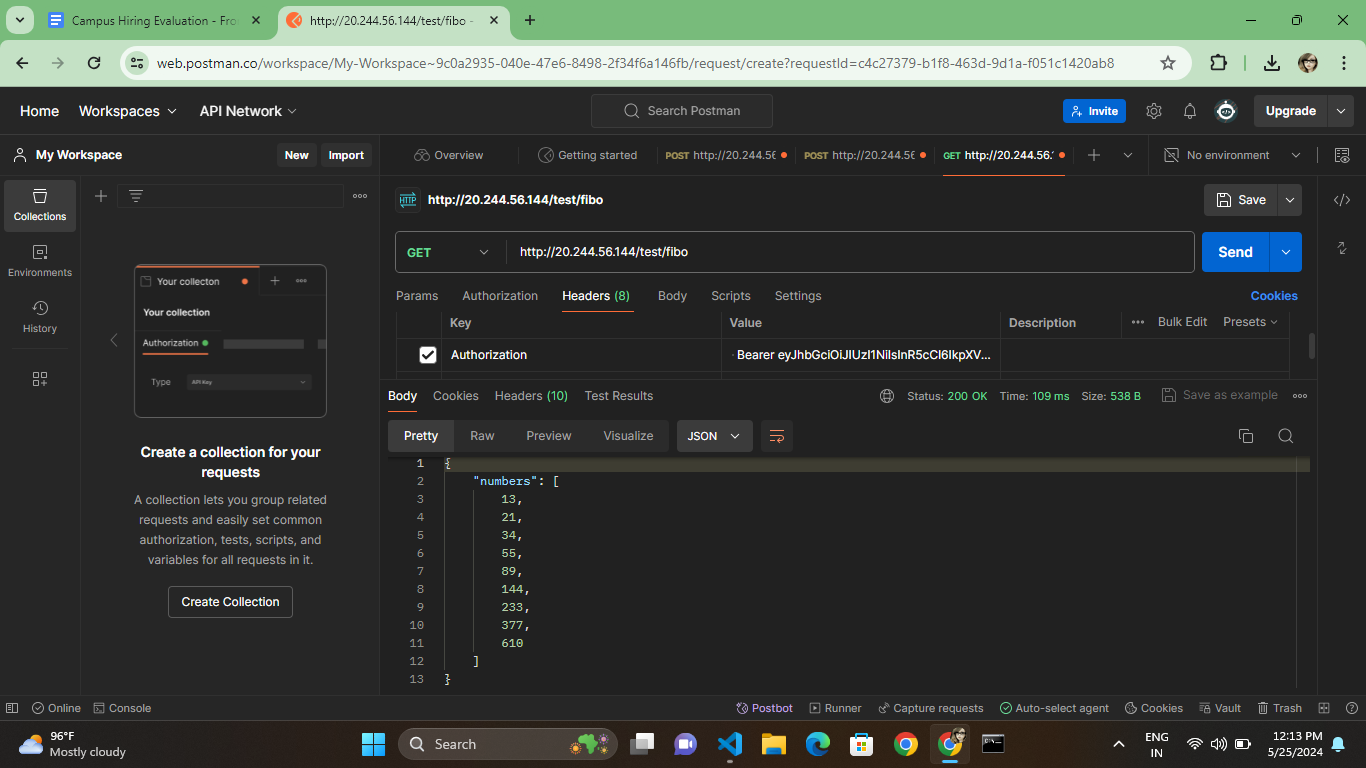 Campus Hiring Evaluation - Fro
http://20.244.56.144/test/fibo -
web.postman.co/workspace/My-Workspace~9c0a2935-040e-47e6-8498-2f34f6a146fb/request/create?requestId=c4c27379-b1f8-463d-9d1a-f051c1420ab8
Home Workspaces API Network Search Postman Invite Upgrade
My Workspace New Import
Overview Getting started POST http://20.244.56 POST http://20.244.56 GET http://20.244.56. No environment
Collections
Environments
History
Your collecton
Your collection
Authorization
Type API Key
Create a collection for your
requests
A collection lets you group related
requests and easily set common
authorization, tests, scripts, and
variables for all requests in it.
Create Collection
HTTP http://20.244.56.144/test/fibo Save
GET http://20.244.56.144/test/fibo Send
Params Authorization Headers (8) Body Scripts Settings Cookies
Key Value Description Bulk Edit Presets
Authorization Bearer eyJhbGciOiJIUzI1NiIsInR5cCI6IkpXV...
Body Cookies Headers (10) Test Results Status: 200 OK Time: 109 ms Size: 538 B Save as example
Pretty Raw Preview Visualize JSON
1 {
2 "numbers": [
3 13,
4 21,
5 34,
6 55,
7 89,
8 144,
9 233,
10 377,
11 610
12 ]
13 }
Online Console Postbot Runner Capture requests Auto-select agent Cookies Vault Trash
96°F
Mostly cloudy
Search
ENG
IN
12:13 PM
5/25/2024